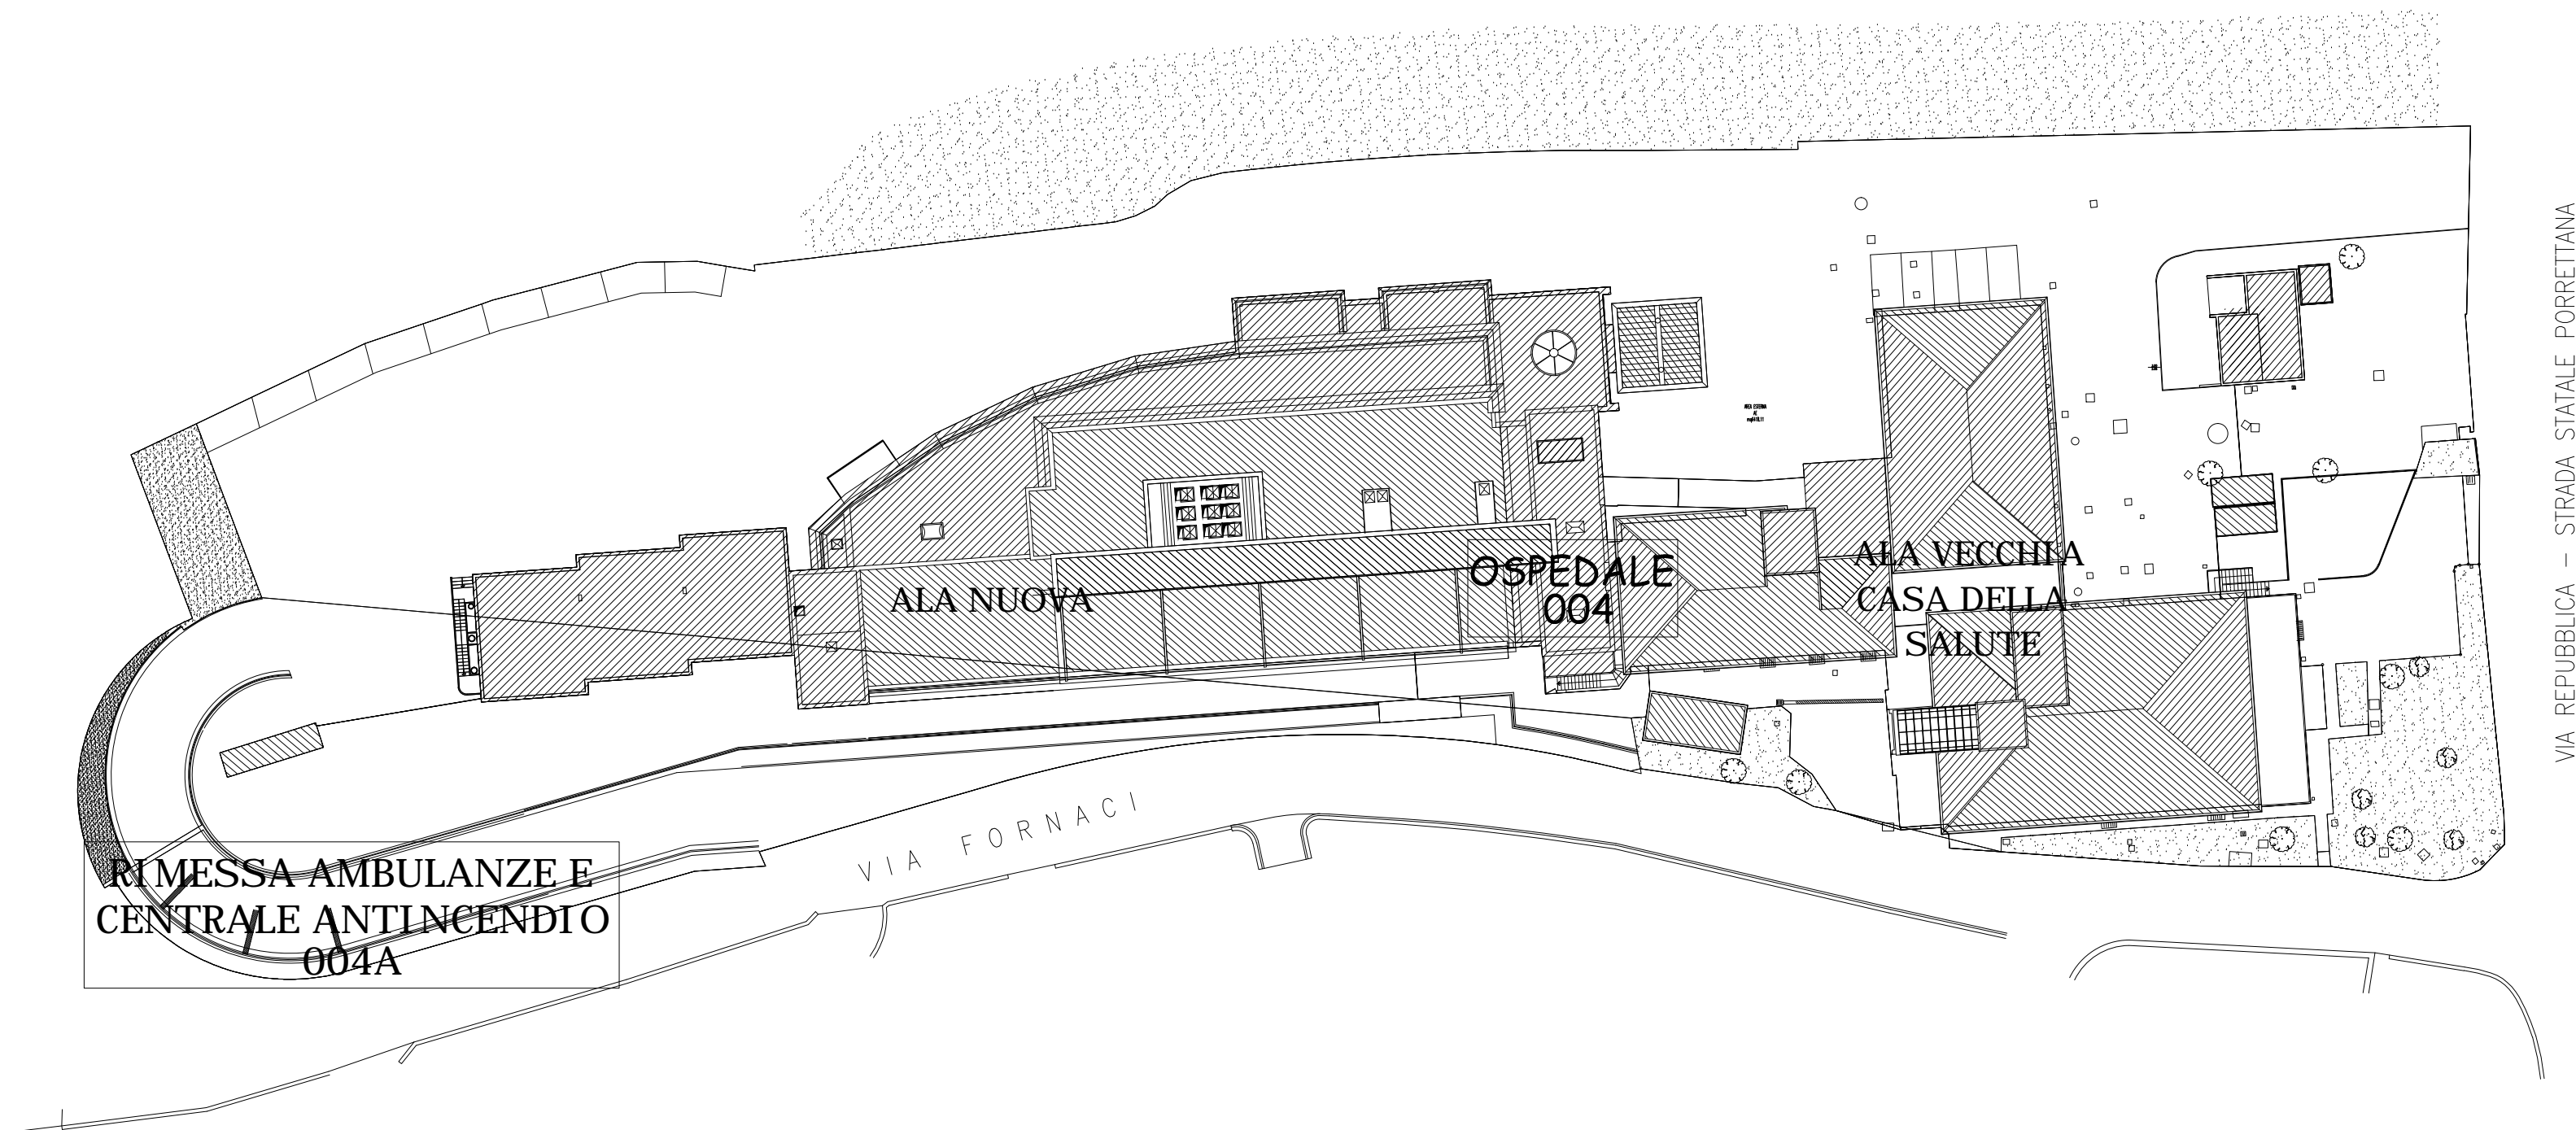 VIA REPUBBLICA - STRADA STATALE PORRETTANA
OSPEDALE
004
ALA NUOVA
ALA VECCHIA
CASA DELLA
SALUTE
VIA FORNACI
RIMESSA AMBULANZE E
CENTRALE ANTINCENDIO
004A